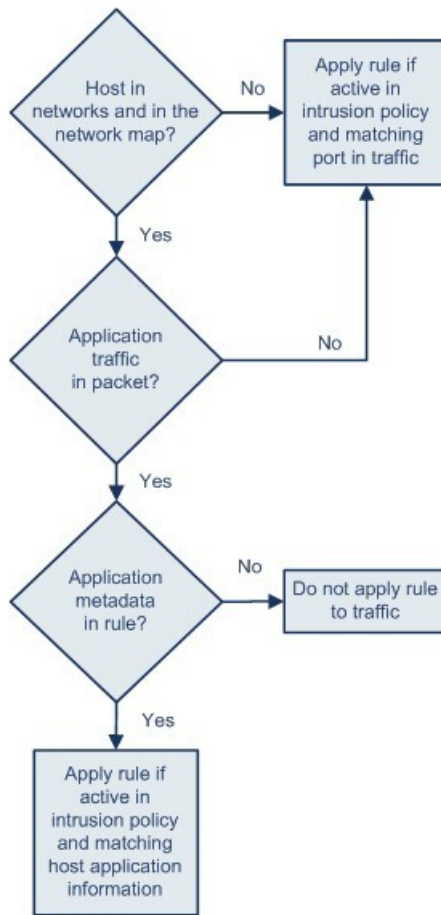 Host in
networks and in the
network map?
No
Apply rule if
active in
intrusion policy
and matching
port in traffic
Yes
Application
traffic
in packet?
No
Yes
Application
metadata
in rule?
No
Do not apply rule
to traffic
Yes
Apply rule if
active in
intrusion policy
and matching
host application
information